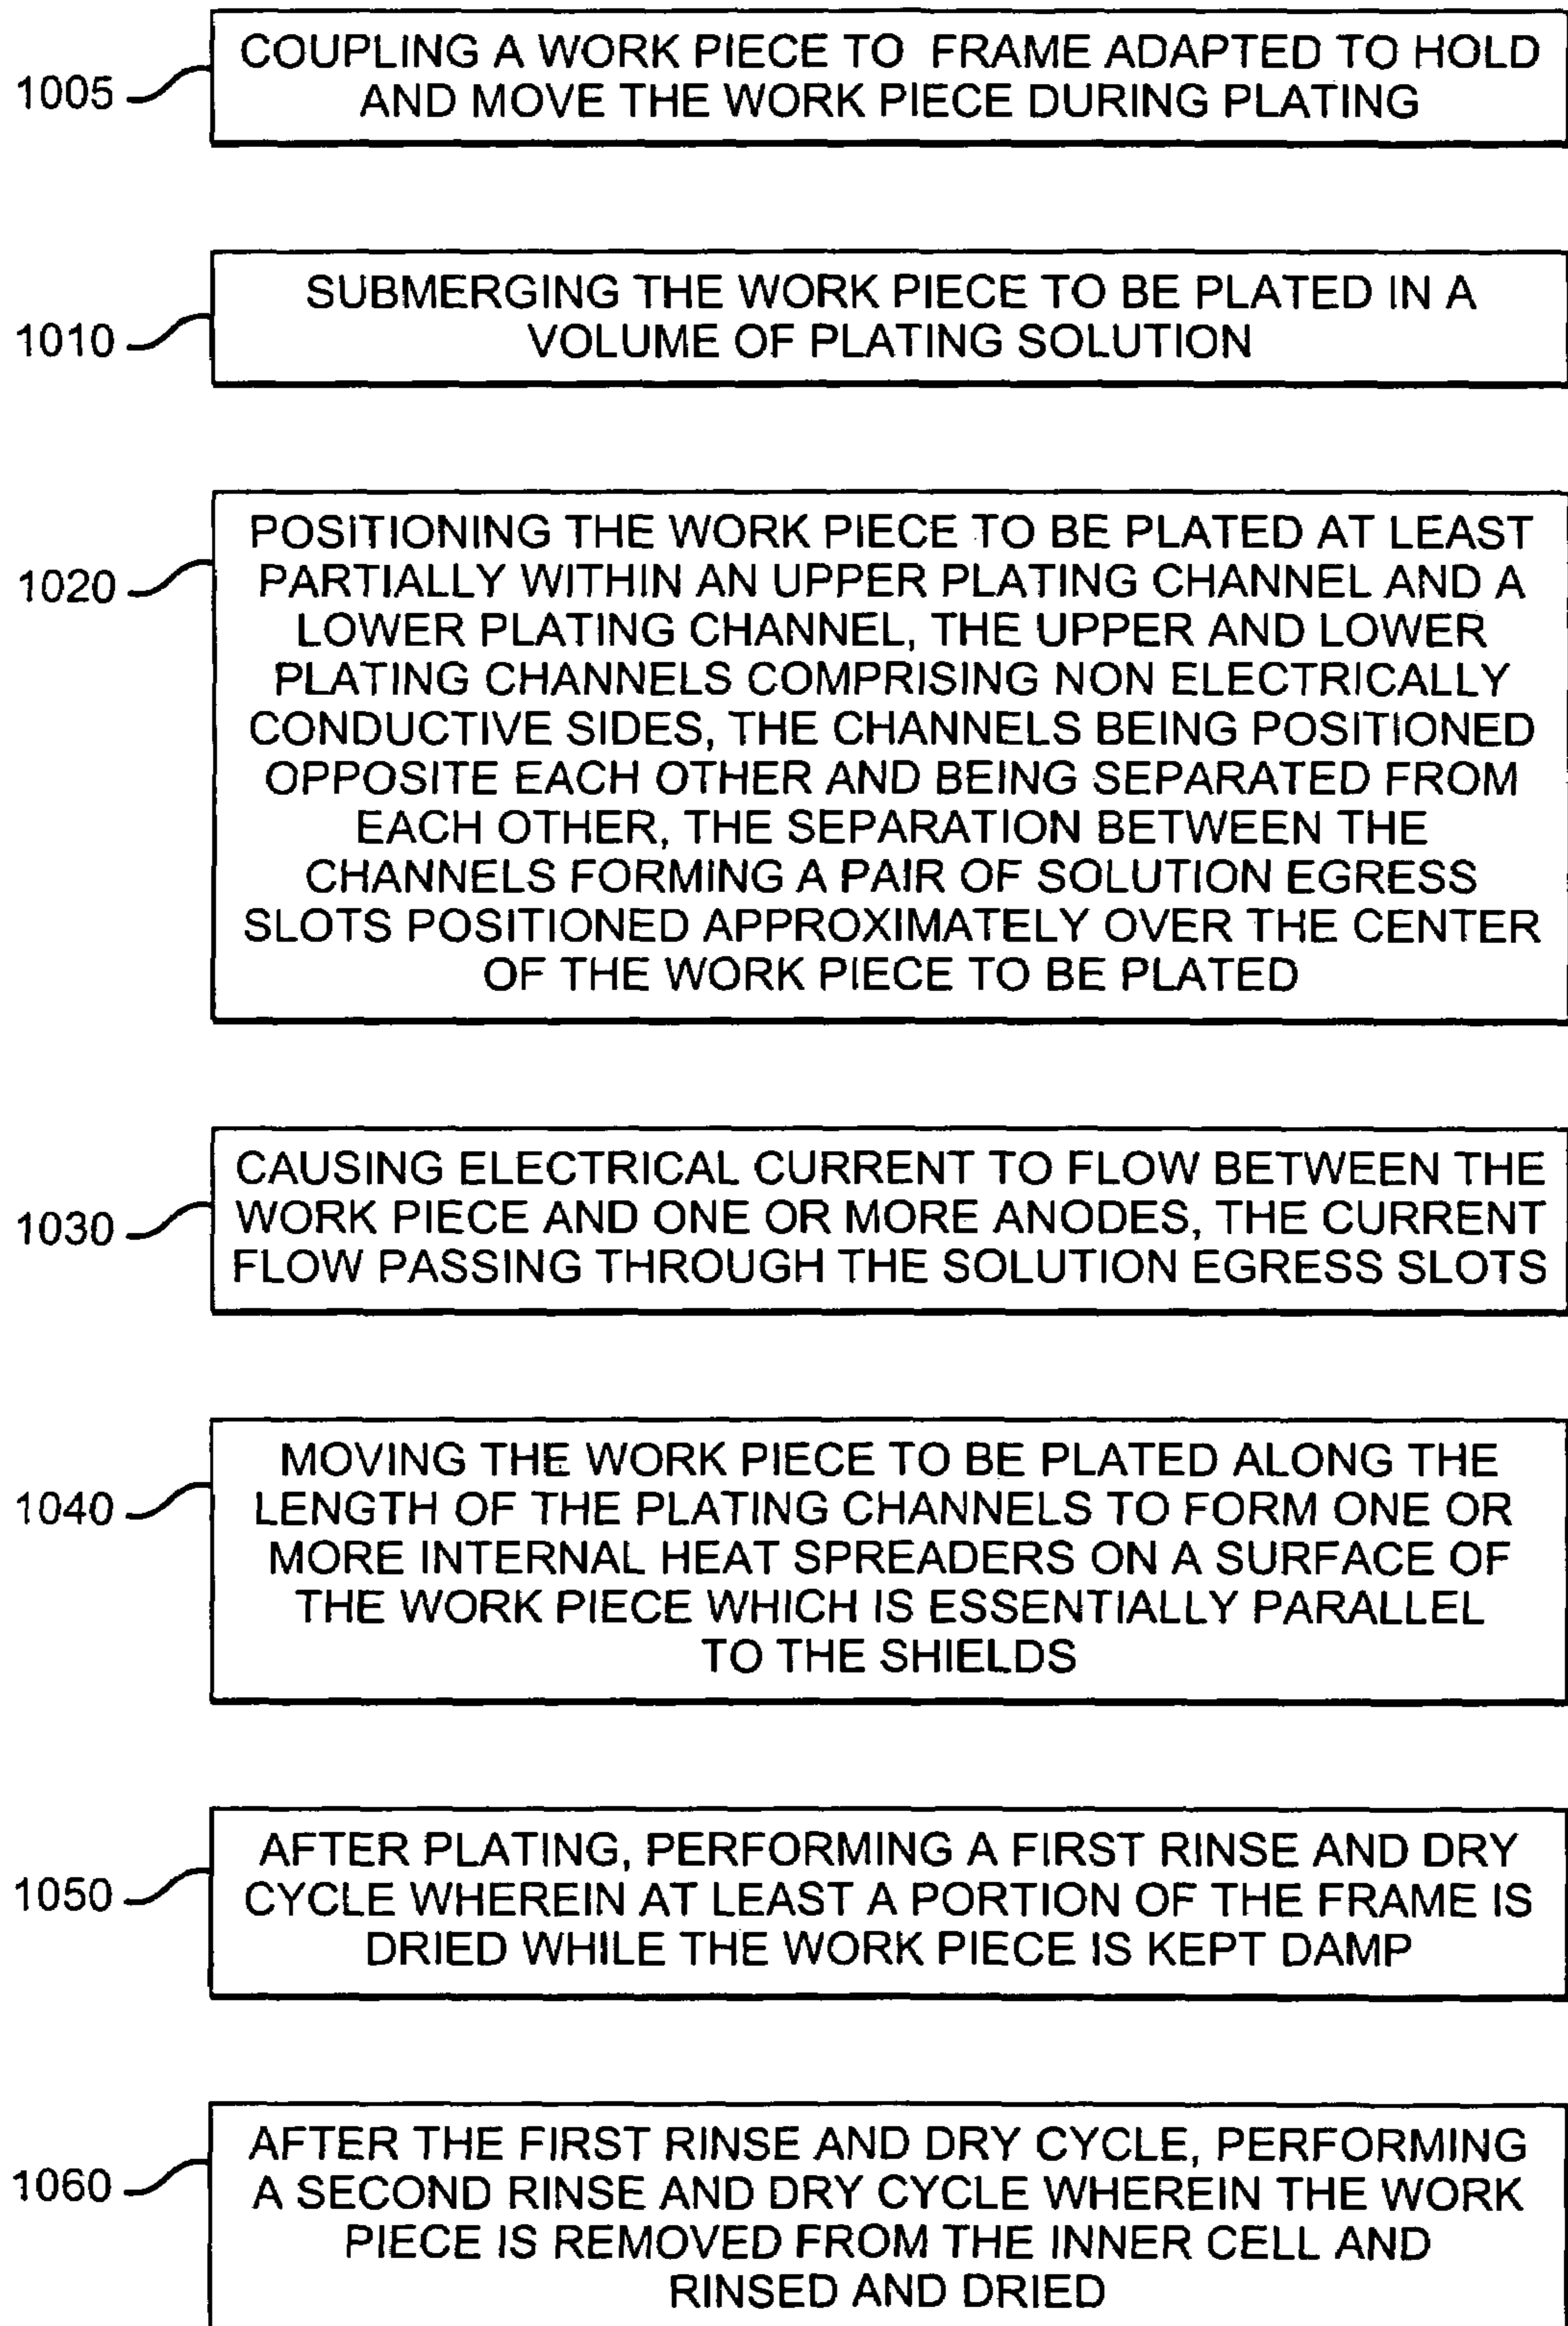 1005
COUPLING A WORK PIECE TO FRAME ADAPTED TO HOLD
AND MOVE THE WORK PIECE DURING PLATING
1010
SUBMERGING THE WORK PIECE TO BE PLATED IN A
VOLUME OF PLATING SOLUTION
1020
POSITIONING THE WORK PIECE TO BE PLATED AT LEAST
PARTIALLY WITHIN AN UPPER PLATING CHANNEL AND A
LOWER PLATING CHANNEL, THE UPPER AND LOWER
PLATING CHANNELS COMPRISING NON ELECTRICALLY
CONDUCTIVE SIDES, THE CHANNELS BEING POSITIONED
OPPOSITE EACH OTHER AND BEING SEPARATED FROM
EACH OTHER, THE SEPARATION BETWEEN THE
CHANNELS FORMING A PAIR OF SOLUTION EGRESS
SLOTS POSITIONED APPROXIMATELY OVER THE CENTER
OF THE WORK PIECE TO BE PLATED
1030
CAUSING ELECTRICAL CURRENT TO FLOW BETWEEN THE
WORK PIECE AND ONE OR MORE ANODES, THE CURRENT
FLOW PASSING THROUGH THE SOLUTION EGRESS SLOTS
1040
MOVING THE WORK PIECE TO BE PLATED ALONG THE
LENGTH OF THE PLATING CHANNELS TO FORM ONE OR
MORE INTERNAL HEAT SPREADERS ON A SURFACE OF
THE WORK PIECE WHICH IS ESSENTIALLY PARALLEL
TO THE SHIELDS
1050
AFTER PLATING, PERFORMING A FIRST RINSE AND DRY
CYCLE WHEREIN AT LEAST A PORTION OF THE FRAME IS
DRIED WHILE THE WORK PIECE IS KEPT DAMP
1060
AFTER THE FIRST RINSE AND DRY CYCLE, PERFORMING
A SECOND RINSE AND DRY CYCLE WHEREIN THE WORK
PIECE IS REMOVED FROM THE INNER CELL AND
RINSED AND DRIED